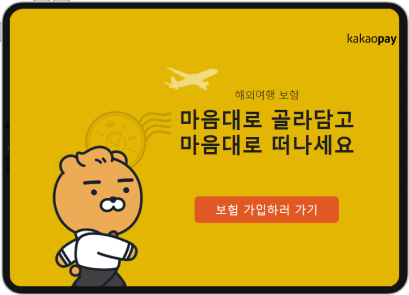 kakaopay
해외여행 보험
마음대로 골라담고
마음대로 떠나세요
보험 가입하러 가기